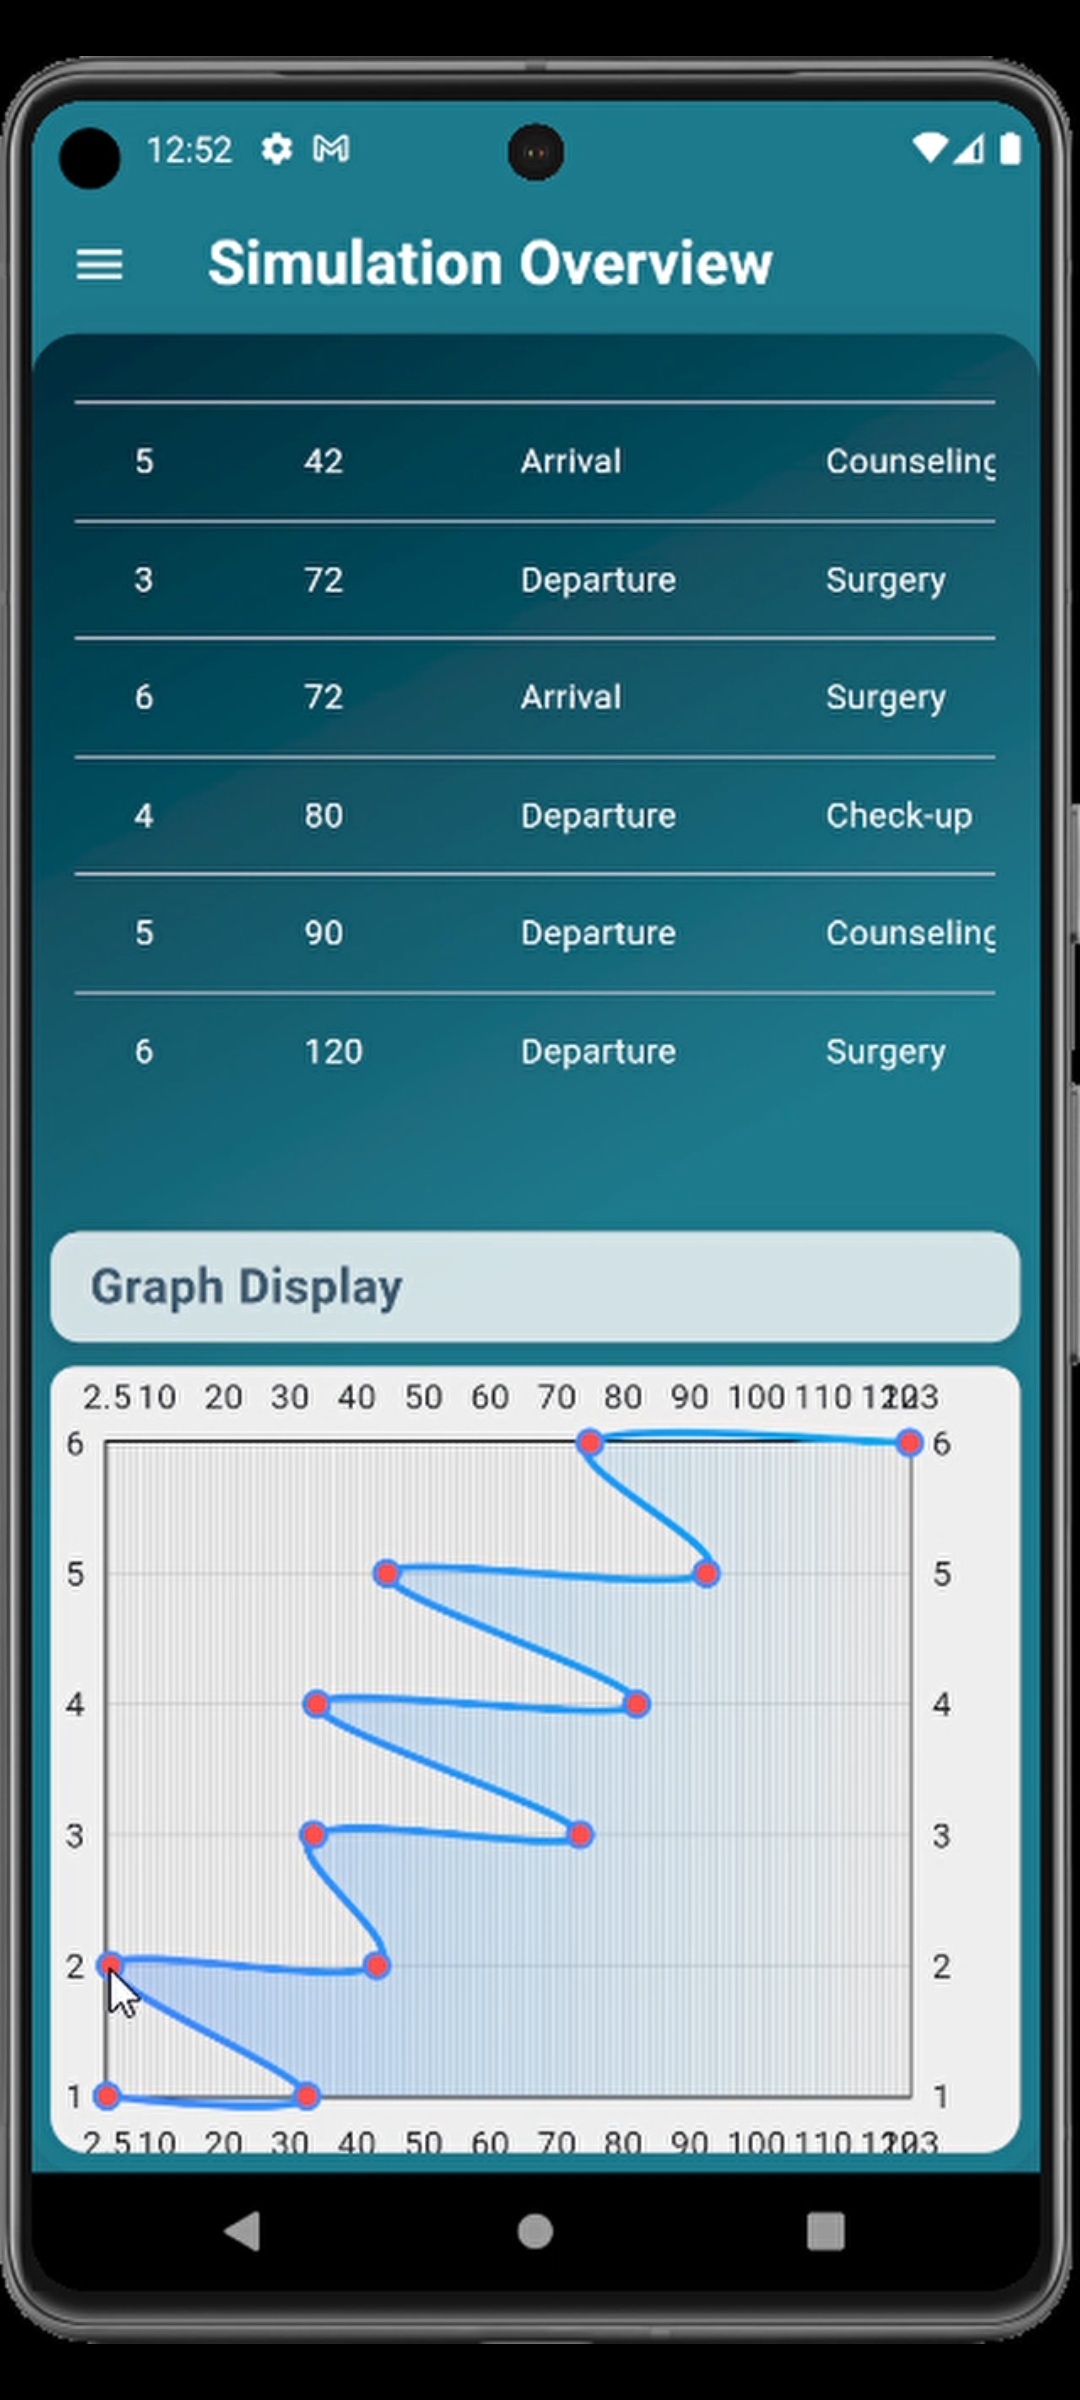 12:52
Simulation Overview
5 42 Arrival Counseling
3 72 Departure Surgery
6 72 Arrival Surgery
4 80 Departure Check-up
5 90 Departure Counseling
6 120 Departure Surgery
Graph Display
2.5 10 20 30 40 50 60 70 80 90 100 110 120 123
6 6
5 5
4 4
3 3
2 2
1 1
2.5 10 20 30 40 50 60 70 80 90 100 110 120 123